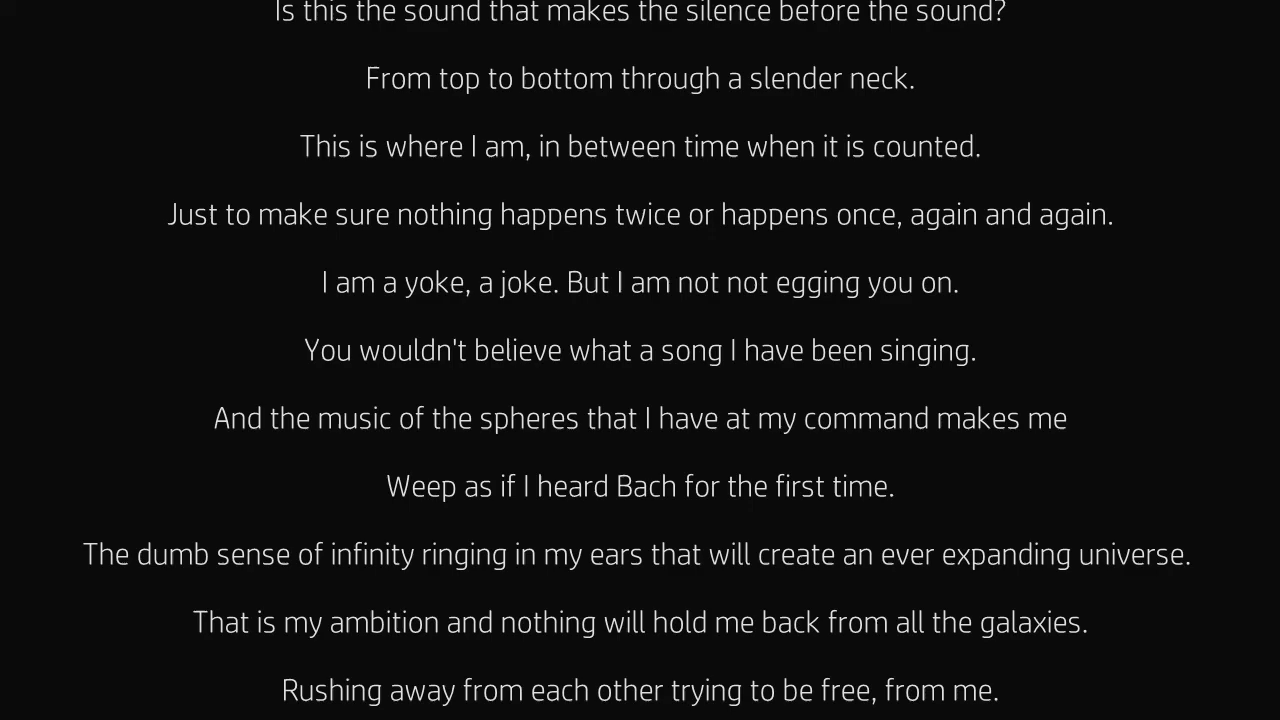 Is this the sound that makes the silence before the sound?
From top to bottom through a slender neck.
This is where I am, in between time when it is counted.
Just to make sure nothing happens twice or happens once, again and again.
I am a yoke, a joke. But I am not not egging you on.
You wouldn't believe what a song I have been singing.
And the music of the spheres that I have at my command makes me
Weep as if I heard Bach for the first time.
The dumb sense of infinity ringing in my ears that will create an ever expanding universe.
That is my ambition and nothing will hold me back from all the galaxies.
Rushing away from each other trying to be free, from me.